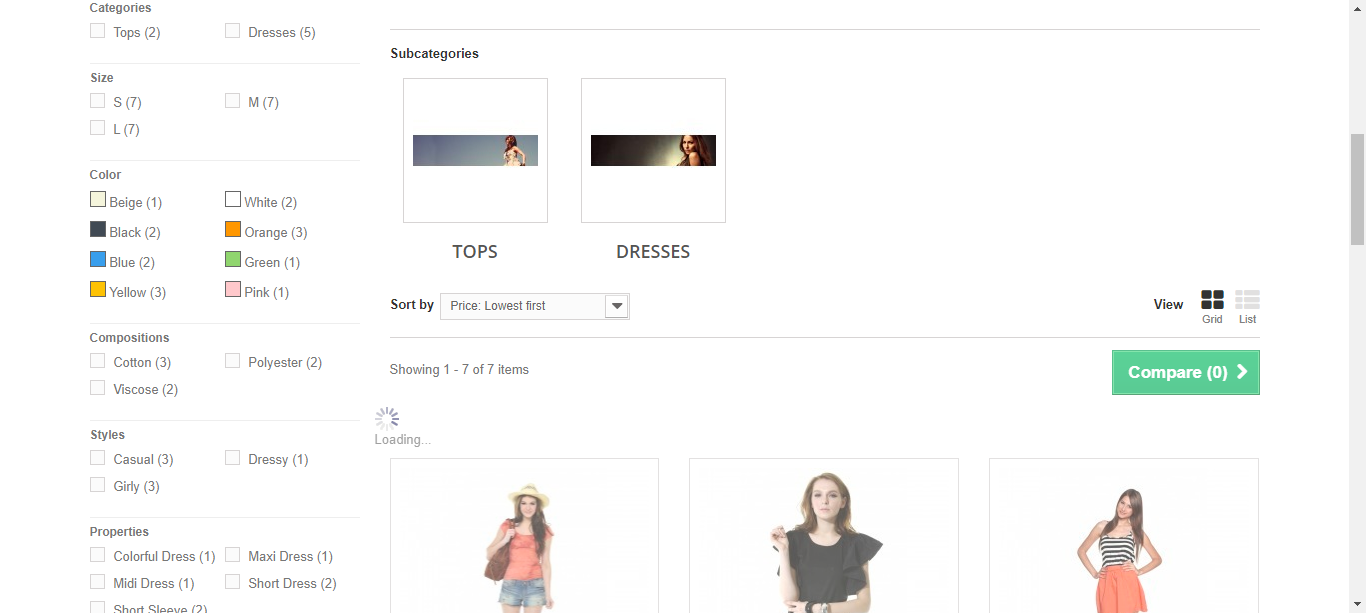 Categories
Tops (2)
Dresses (5)
Size
S (7)
M (7)
L (7)
Color
Beige (1)
White (2)
Black (2)
Orange (3)
Blue (2)
Green (1)
Yellow (3)
Pink (1)
Compositions
Cotton (3)
Polyester (2)
Viscose (2)
Styles
Casual (3)
Dressy (1)
Girly (3)
Properties
Colorful Dress (1)
Maxi Dress (1)
Midi Dress (1)
Short Dress (2)
Short Sleeve (2)
Subcategories
TOPS
DRESSES
Sort by
Price: Lowest first
View
Grid
List
Showing 1 - 7 of 7 items
Compare (0)
Loading...